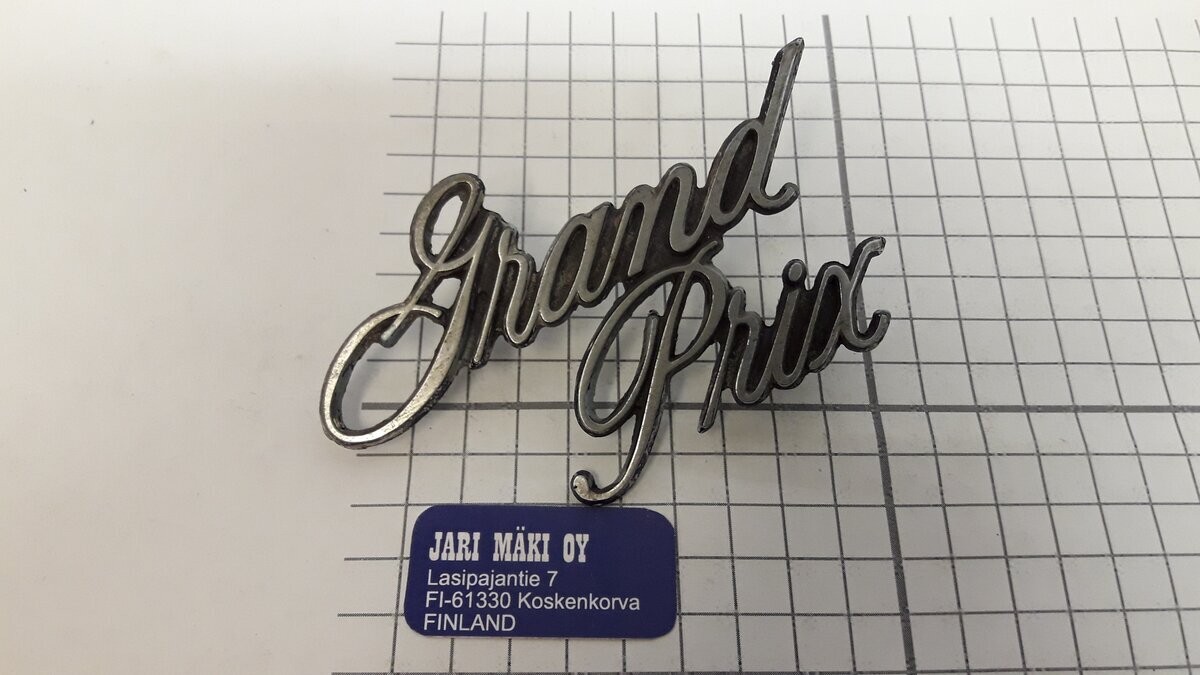 Grand
Prix
JARI MÄKI OY
Lasipajantie 7
FI-61330 Koskenkorva
FINLAND